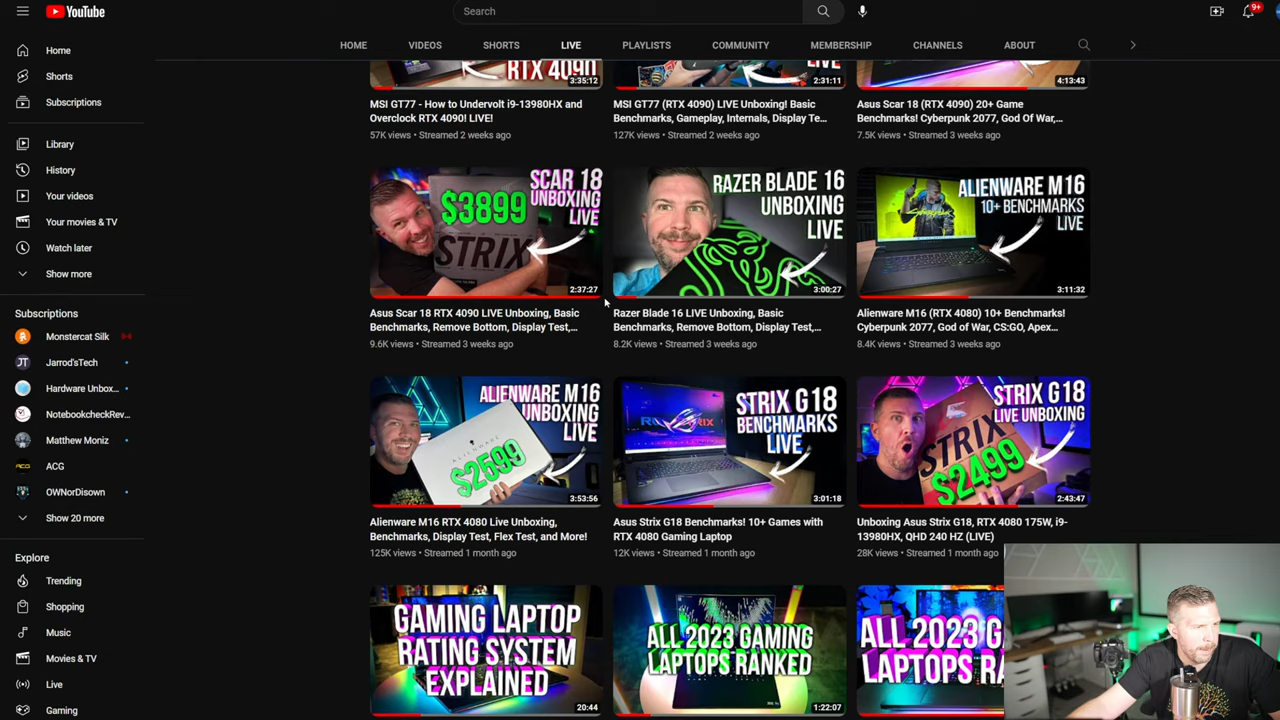 YouTube
Search
9+
HOME
VIDEOS
SHORTS
LIVE
PLAYLISTS
COMMUNITY
MEMBERSHIP
CHANNELS
ABOUT
Home
Shorts
Subscriptions
Library
History
Your videos
Your movies & TV
Watch later
Show more
Subscriptions
Monstercat Silk
Jarrod'sTech
Hardware Unbox...
NotebookcheckRev...
Matthew Moniz
ACG
OWNorDisown
Show 20 more
Explore
Trending
Shopping
Music
Movies & TV
Live
Gaming
RTX 4090
3:35:12
MSI GT77 - How to Undervolt i9-13980HX and
Overclock RTX 4090! LIVE!
57K views • Streamed 2 weeks ago
LIVE
2:31:11
MSI GT77 (RTX 4090) LIVE Unboxing! Basic
Benchmarks, Gameplay, Internals, Display Te...
127K views • Streamed 2 weeks ago
4:13:43
Asus Scar 18 (RTX 4090) 20+ Game
Benchmarks! Cyberpunk 2077, God Of War,...
7.5K views • Streamed 3 weeks ago
$3899
SCAR 18
UNBOXING
LIVE
STRIX
2:37:27
Asus Scar 18 RTX 4090 LIVE Unboxing, Basic
Benchmarks, Remove Bottom, Display Test,...
9.6K views • Streamed 3 weeks ago
RAZER BLADE 16
UNBOXING
LIVE
3:00:27
Razer Blade 16 LIVE Unboxing, Basic
Benchmarks, Remove Bottom, Display Test,...
8.2K views • Streamed 3 weeks ago
ALIENWARE M16
10+ BENCHMARKS
LIVE
3:11:32
Alienware M16 (RTX 4080) 10+ Benchmarks!
Cyberpunk 2077, God of War, CS:GO, Apex...
8.4K views • Streamed 3 weeks ago
ALIENWARE M16
UNBOXING
LIVE
ALIENWARE
$2599
3:53:56
Alienware M16 RTX 4080 Live Unboxing,
Benchmarks, Display Test, Flex Test, and More!
125K views • Streamed 1 month ago
STRIX G18
BENCHMARKS
LIVE
3:01:18
Asus Strix G18 Benchmarks! 10+ Games with
RTX 4080 Gaming Laptop
12K views • Streamed 1 month ago
STRIX G18
LIVE UNBOXING
STRIX
$2499
2:43:47
Unboxing Asus Strix G18, RTX 4080 175W, i9-
13980HX, QHD 240 HZ (LIVE)
28K views • Streamed 1 month ago
GAMING LAPTOP
RATING SYSTEM
EXPLAINED
20:44
ALL 2023 GAMING
LAPTOPS RANKED
1:22:07
ALL 2023 G
LAPTOPS RA